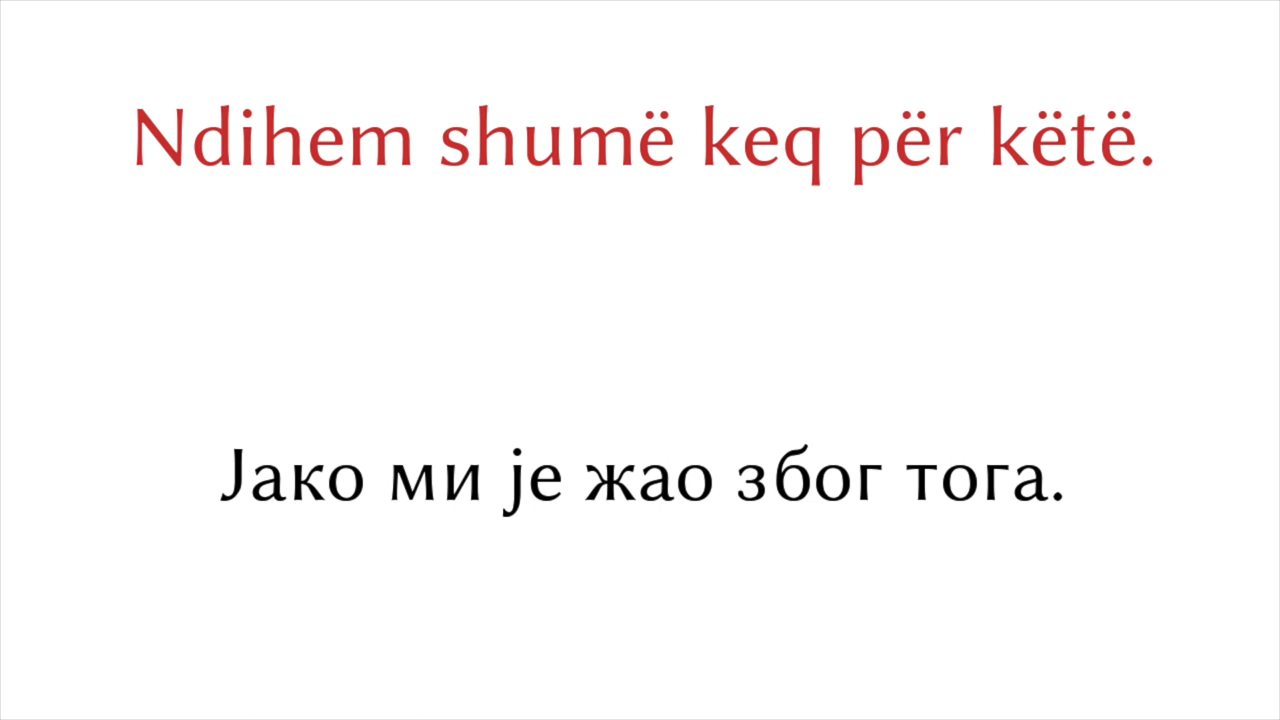 Ndihem shumë keq për këtë.
Јако ми је жао због тога.